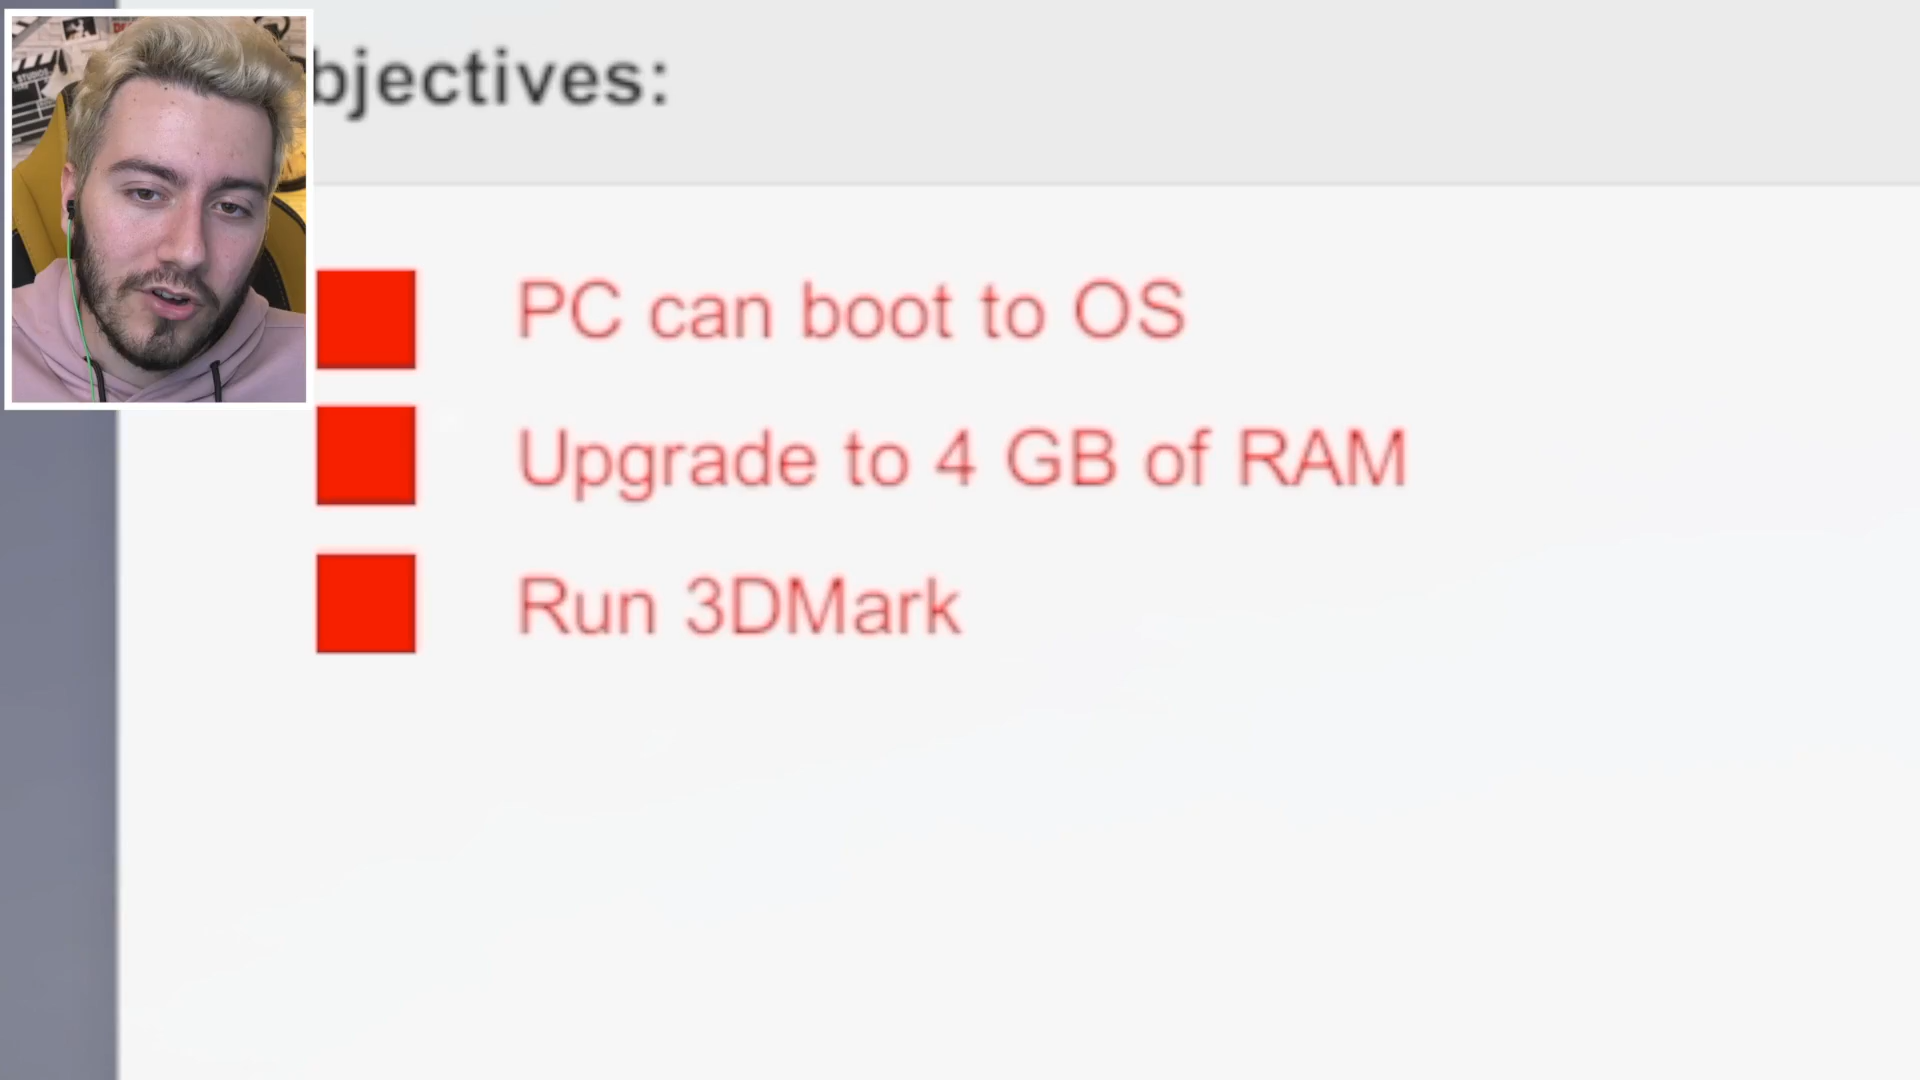 bjectives:
PC can boot to OS
Upgrade to 4 GB of RAM
Run 3DMark